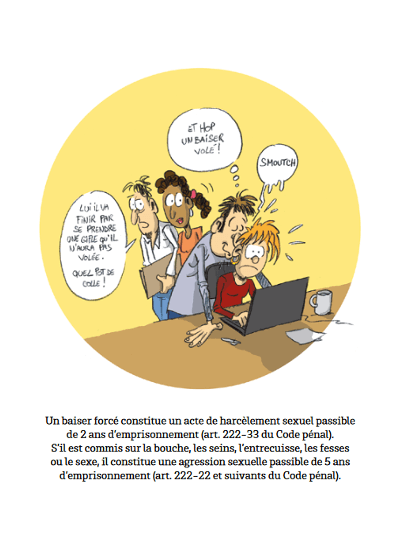 ET HOP
UN BAISER
VOLÉ !
SMOUTCH
LUI IL VA
FINIR PAR
SE PRENDRE
UNE GIFLE QU'IL
N'AURA PAS
VOLÉE.
QUEL POT DE
COLLE !
Un baiser forcé constitue un acte de harcèlement sexuel passible
de 2 ans d'emprisonnement (art. 222-33 du Code pénal).
S'il est commis sur la bouche, les seins, l'entrecuisse, les fesses
ou le sexe, il constitue une agression sexuelle passible de 5 ans
d'emprisonnement (art. 222-22 et suivants du Code pénal).